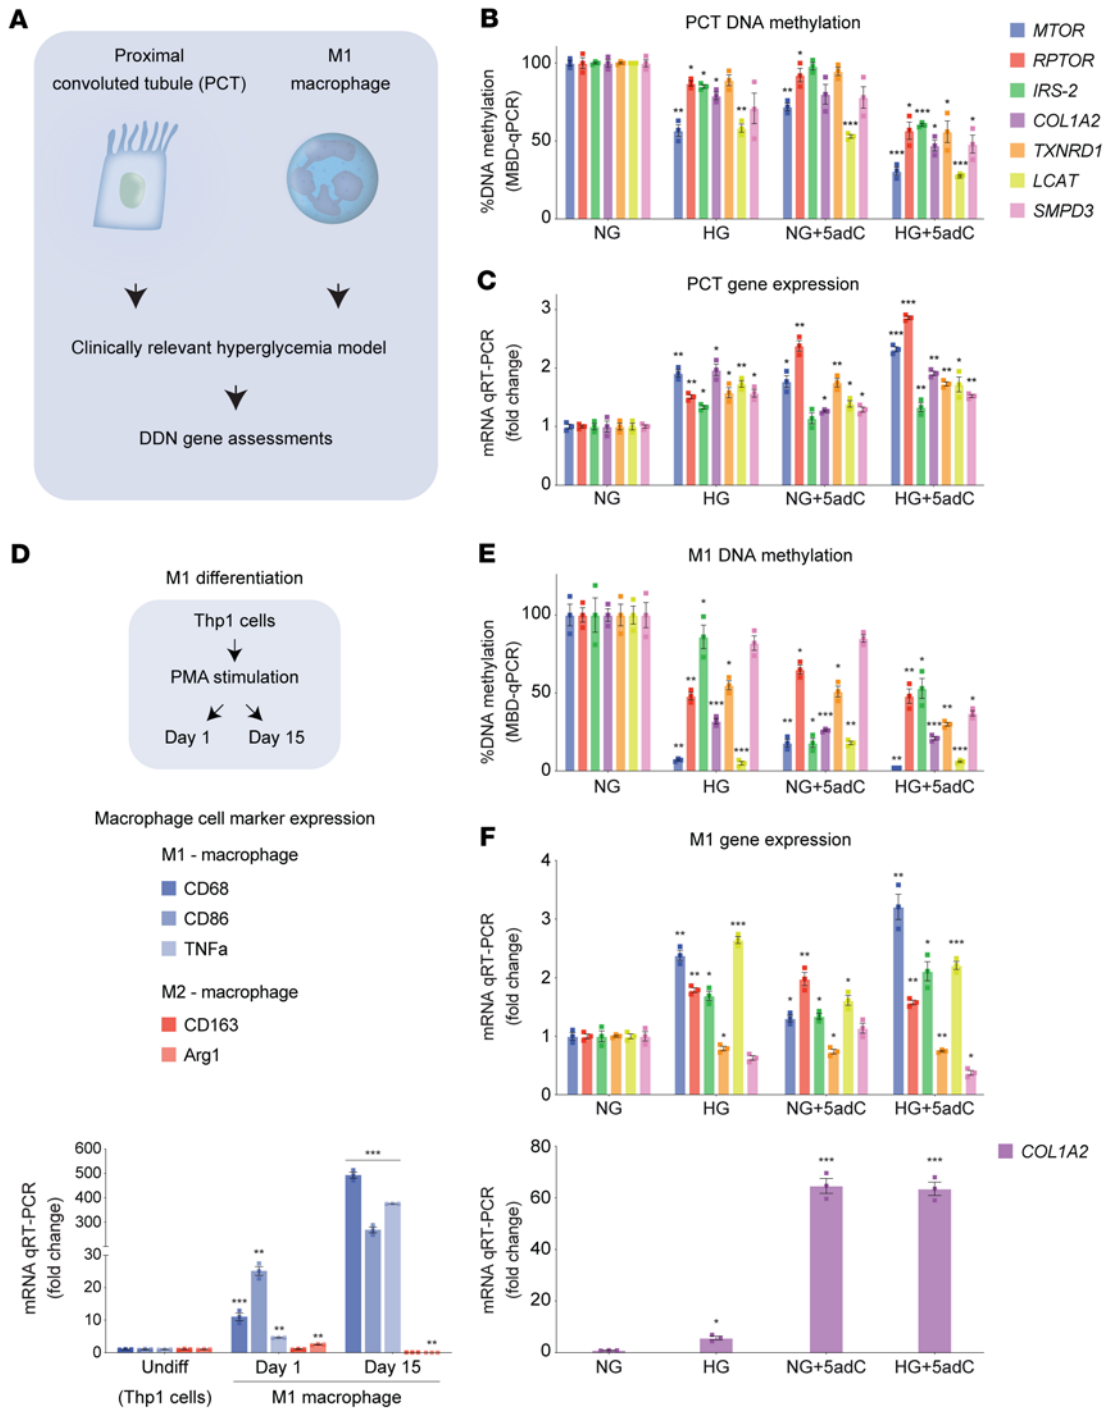 A
Proximal
convoluted tubule (PCT)
M1
macrophage
Clinically relevant hyperglycemia model
DDN gene assessments
B
PCT DNA methylation
%DNA methylation
(MBD-qPCR)
100
50
0
** * * * **
** * ***
*** * *** * * *** *
NG
HG
NG+5adC
HG+5adC
MTOR
RPTOR
IRS-2
COL1A2
TXNRD1
LCAT
SMPD3
C
PCT gene expression
mRNA qRT-PCR
(fold change)
3
2
1
0
** ** * * * ** *
* ** * ** * *
*** *** ** ** ** * **
NG
HG
NG+5adC
HG+5adC
D
M1 differentiation
Thp1 cells
PMA stimulation
Day 1
Day 15
Macrophage cell marker expression
M1 - macrophage
CD68
CD86
TNFa
M2 - macrophage
CD163
Arg1
mRNA qRT-PCR
(fold change)
600
500
400
300
30
20
10
0
*** ** ** **
*** **
Undiff
(Thp1 cells)
Day 1
Day 15
M1 macrophage
E
M1 DNA methylation
%DNA methylation
(MBD-qPCR)
100
50
0
** ** * *** * ***
** * * *** * **
** ** * *** ** *** *
NG
HG
NG+5adC
HG+5adC
F
M1 gene expression
mRNA qRT-PCR
(fold change)
4
3
2
1
0
** ** * * ***
* ** * * *
** ** * ** *** *
NG
HG
NG+5adC
HG+5adC
mRNA qRT-PCR
(fold change)
80
60
40
20
0
* *** ***
NG
HG
NG+5adC
HG+5adC
COL1A2